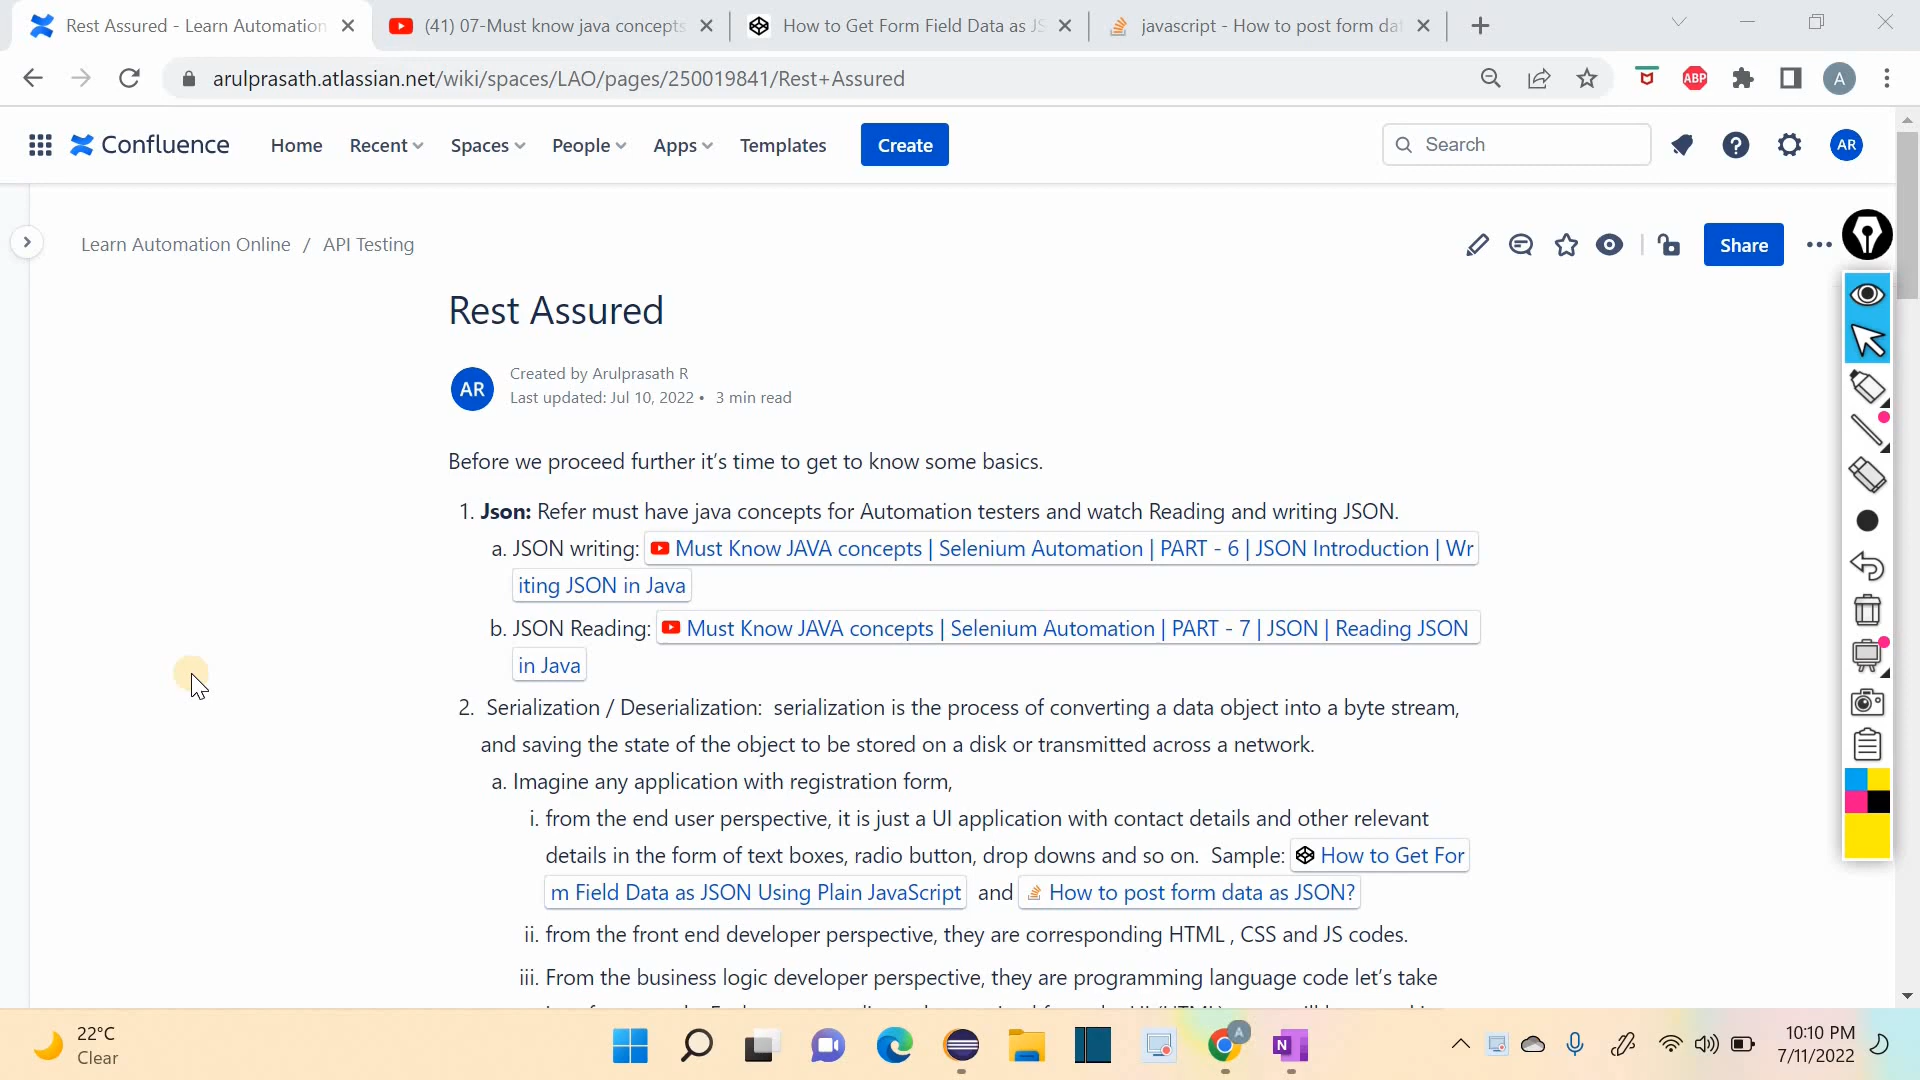 Rest Assured - Learn Automation
(41) 07-Must know java concepts
How to Get Form Field Data as JS
javascript - How to post form dat
arulprasath.atlassian.net/wiki/spaces/LAO/pages/250019841/Rest+Assured
ABP
A
Confluence
Home
Recent
Spaces
People
Apps
Templates
Create
Search
AR
Learn Automation Online / API Testing
Share
Rest Assured
AR
Created by Arulprasath R
Last updated: Jul 10, 2022 • 3 min read
Before we proceed further it's time to get to know some basics.
1. Json: Refer must have java concepts for Automation testers and watch Reading and writing JSON.
a. JSON writing: Must Know JAVA concepts | Selenium Automation | PART - 6 | JSON Introduction | Wr
iting JSON in Java
b. JSON Reading: Must Know JAVA concepts | Selenium Automation | PART - 7 | JSON | Reading JSON
in Java
2. Serialization / Deserialization: serialization is the process of converting a data object into a byte stream,
and saving the state of the object to be stored on a disk or transmitted across a network.
a. Imagine any application with registration form,
i. from the end user perspective, it is just a UI application with contact details and other relevant
details in the form of text boxes, radio button, drop downs and so on. Sample: How to Get For
m Field Data as JSON Using Plain JavaScript and How to post form data as JSON?
ii. from the front end developer perspective, they are corresponding HTML , CSS and JS codes.
iii. From the business logic developer perspective, they are programming language code let's take
22°C
Clear
A
N
10:10 PM
7/11/2022